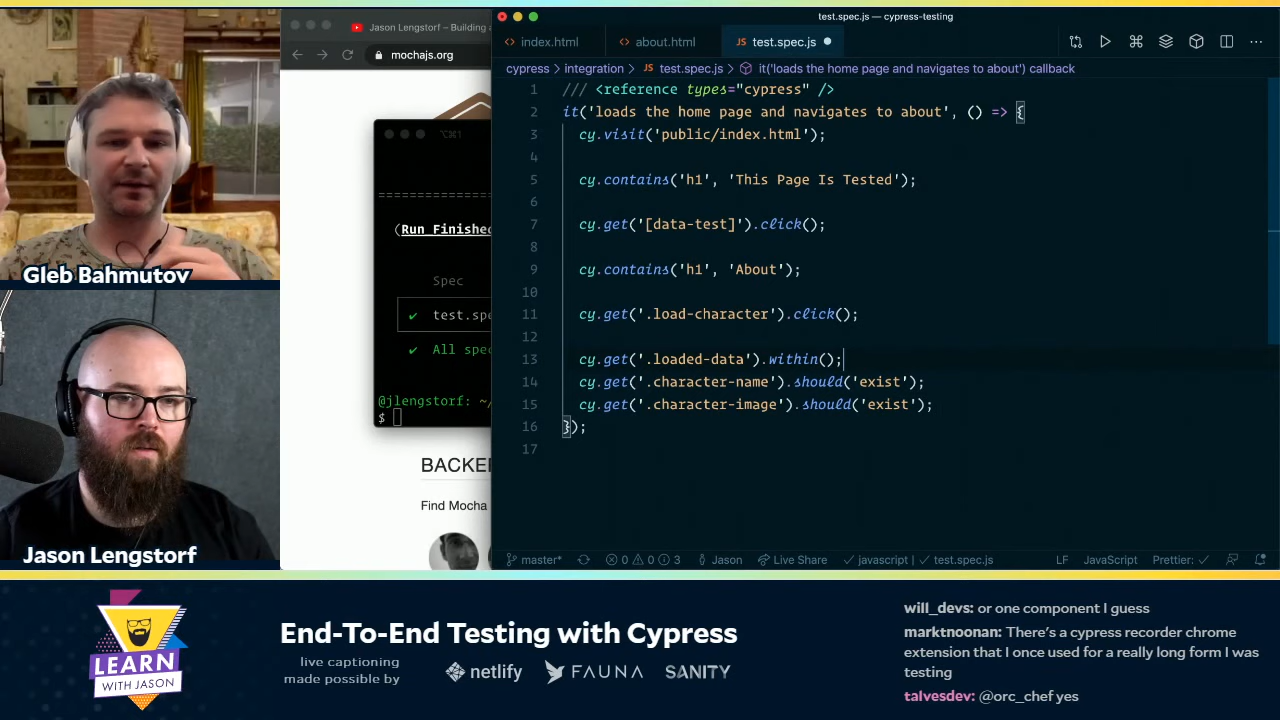 Gleb Bahmutov
Jason Lengstorf
Jason Lengstorf – Building a
mochajs.org
⌥⌘1
(Run Finished
Spec
✔ test.spe
✔ All spec
@jlengstorf: ~/
$
BACKE
Find Mocha
test.spec.js — cypress-testing
index.html
about.html
JS test.spec.js
cypress > integration > JS test.spec.js > it('loads the home page and navigates to about') callback
1 /// <reference types="cypress" />
2 it('loads the home page and navigates to about', () => {
3 cy.visit('public/index.html');
4
5 cy.contains('h1', 'This Page Is Tested');
6
7 cy.get('[data-test]').click();
8
9 cy.contains('h1', 'About');
10
11 cy.get('.load-character').click();
12
13 cy.get('.loaded-data').within();
14 cy.get('.character-name').should('exist');
15 cy.get('.character-image').should('exist');
16 });
17
master* 0 0 3 Jason Live Share javascript | test.spec.js LF JavaScript Prettier: ✓
LEARN
WITH JASON
End-To-End Testing with Cypress
live captioning
made possible by
netlify FAUNA SANITY
will_devs: or one component I guess
marktnoonan: There's a cypress recorder chrome
extension that I once used for a really long form I was
testing
talvesdev: @orc_chef yes